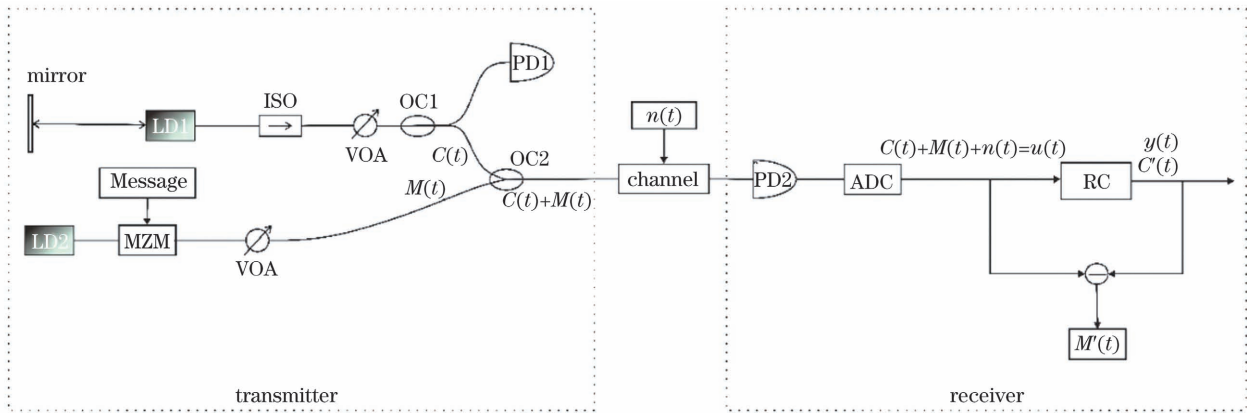 mirror
LD1
ISO
VOA
OC1
PD1
C(t)
OC2
Message
M(t)
C(t)+M(t)
LD2
MZM
VOA
transmitter
n(t)
channel
PD2
ADC
C(t)+M(t)+n(t)=u(t)
RC
y(t)
C′(t)
M′(t)
receiver